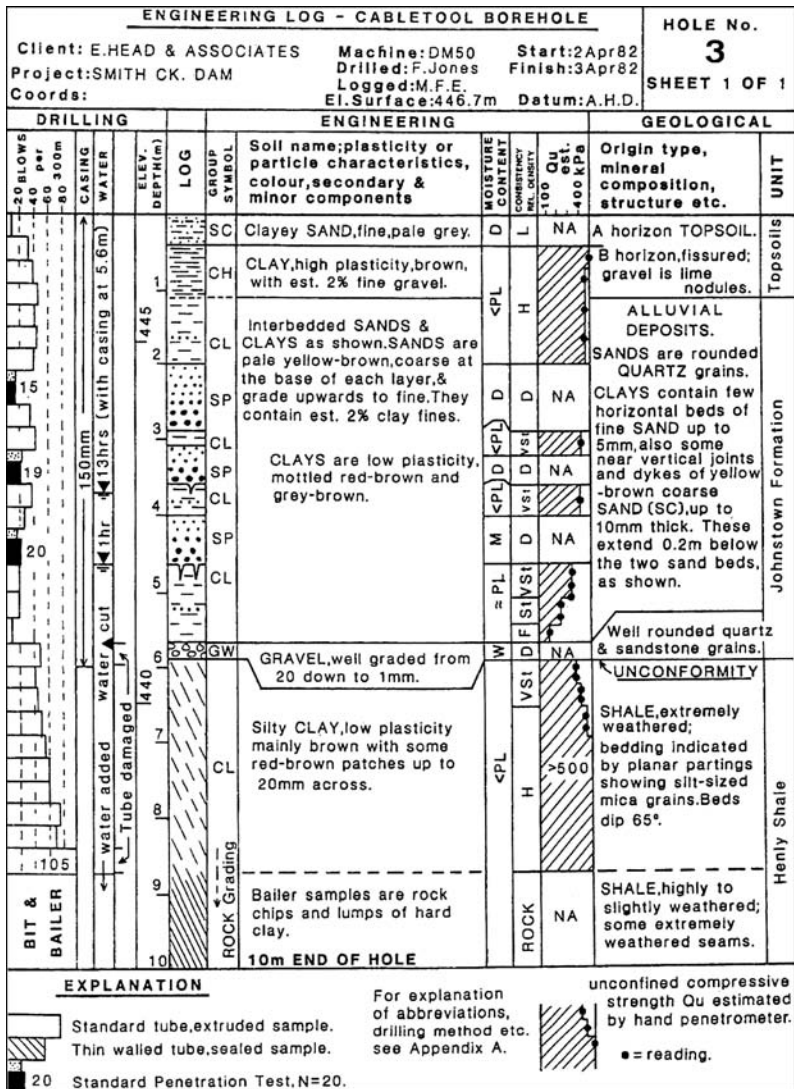 ENGINEERING LOG - CABLETOOL BOREHOLE
HOLE No.
3
SHEET 1 OF 1
Client: E.HEAD & ASSOCIATES
Project:SMITH CK. DAM
Coords:
Machine:DM50
Drilled:F.Jones
Logged:M.F.E.
El.Surface:446.7m
Start:2Apr82
Finish:3Apr82
Datum:A.H.D.
DRILLING
ENGINEERING
GEOLOGICAL
20 BLOWS
40 per
60 300m
80
CASING
WATER
ELEV.
DEPTH(m)
LOG
GROUP
SYMBOL
Soil name;plasticity or
particle characteristics,
colour,secondary &
minor components
MOISTURE
CONTENT
CONSISTENCY
REL. DENSITY
-100 Qu
est.
-400 kPa
Origin type,
mineral
composition,
structure etc.
UNIT
SC
Clayey SAND,fine,pale grey.
D
L
NA
A horizon TOPSOIL.
Topsoils
CH
CLAY,high plasticity,brown,
with est. 2% fine gravel.
<PL
H
B horizon,fissured;
gravel is lime
nodules.
1
445
2
3
4
5
6
440
7
8
9
10
150mm
13hrs (with casing at 5.6m)
1hr
water cut
water added
Tube damaged
15
19
20
105
BIT &
BAILER
CL
SP
CL
SP
CL
SP
CL
Interbedded SANDS &
CLAYS as shown.SANDS are
pale yellow-brown,coarse at
the base of each layer,&
grade upwards to fine.They
contain est. 2% clay fines.
CLAYS are low plasticity,
mottled red-brown and
grey-brown.
D
D
NA
<PL
VSt
D
D
NA
<PL
VSt
M
D
NA
≈ PL
VSt
St
F
ALLUVIAL
DEPOSITS.
SANDS are rounded
QUARTZ grains.
CLAYS contain few
horizontal beds of
fine SAND up to
5mm,also some
near vertical joints
and dykes of yellow
-brown coarse
SAND (SC),up to
10mm thick. These
extend 0.2m below
the two sand beds,
as shown.
Johnstown Formation
GW
GRAVEL,well graded from
20 down to 1mm.
W
D
NA
Well rounded quartz
& sandstone grains.
UNCONFORMITY
CL
Silty CLAY,low plasticity
mainly brown with some
red-brown patches up to
20mm across.
<PL
VSt
H
>500
SHALE,extremely
weathered;
bedding indicated
by planar partings
showing silt-sized
mica grains.Beds
dip 65º.
Henly Shale
ROCK Grading
Bailer samples are rock
chips and lumps of hard
clay.
10m END OF HOLE
ROCK
NA
SHALE,highly to
slightly weathered;
some extremely
weathered seams.
EXPLANATION
Standard tube,extruded sample.
Thin walled tube,sealed sample.
20 Standard Penetration Test,N=20.
For explanation
of abbreviations,
drilling method etc.
see Appendix A.
unconfined compressive
strength Qu estimated
by hand penetrometer.
●=reading.